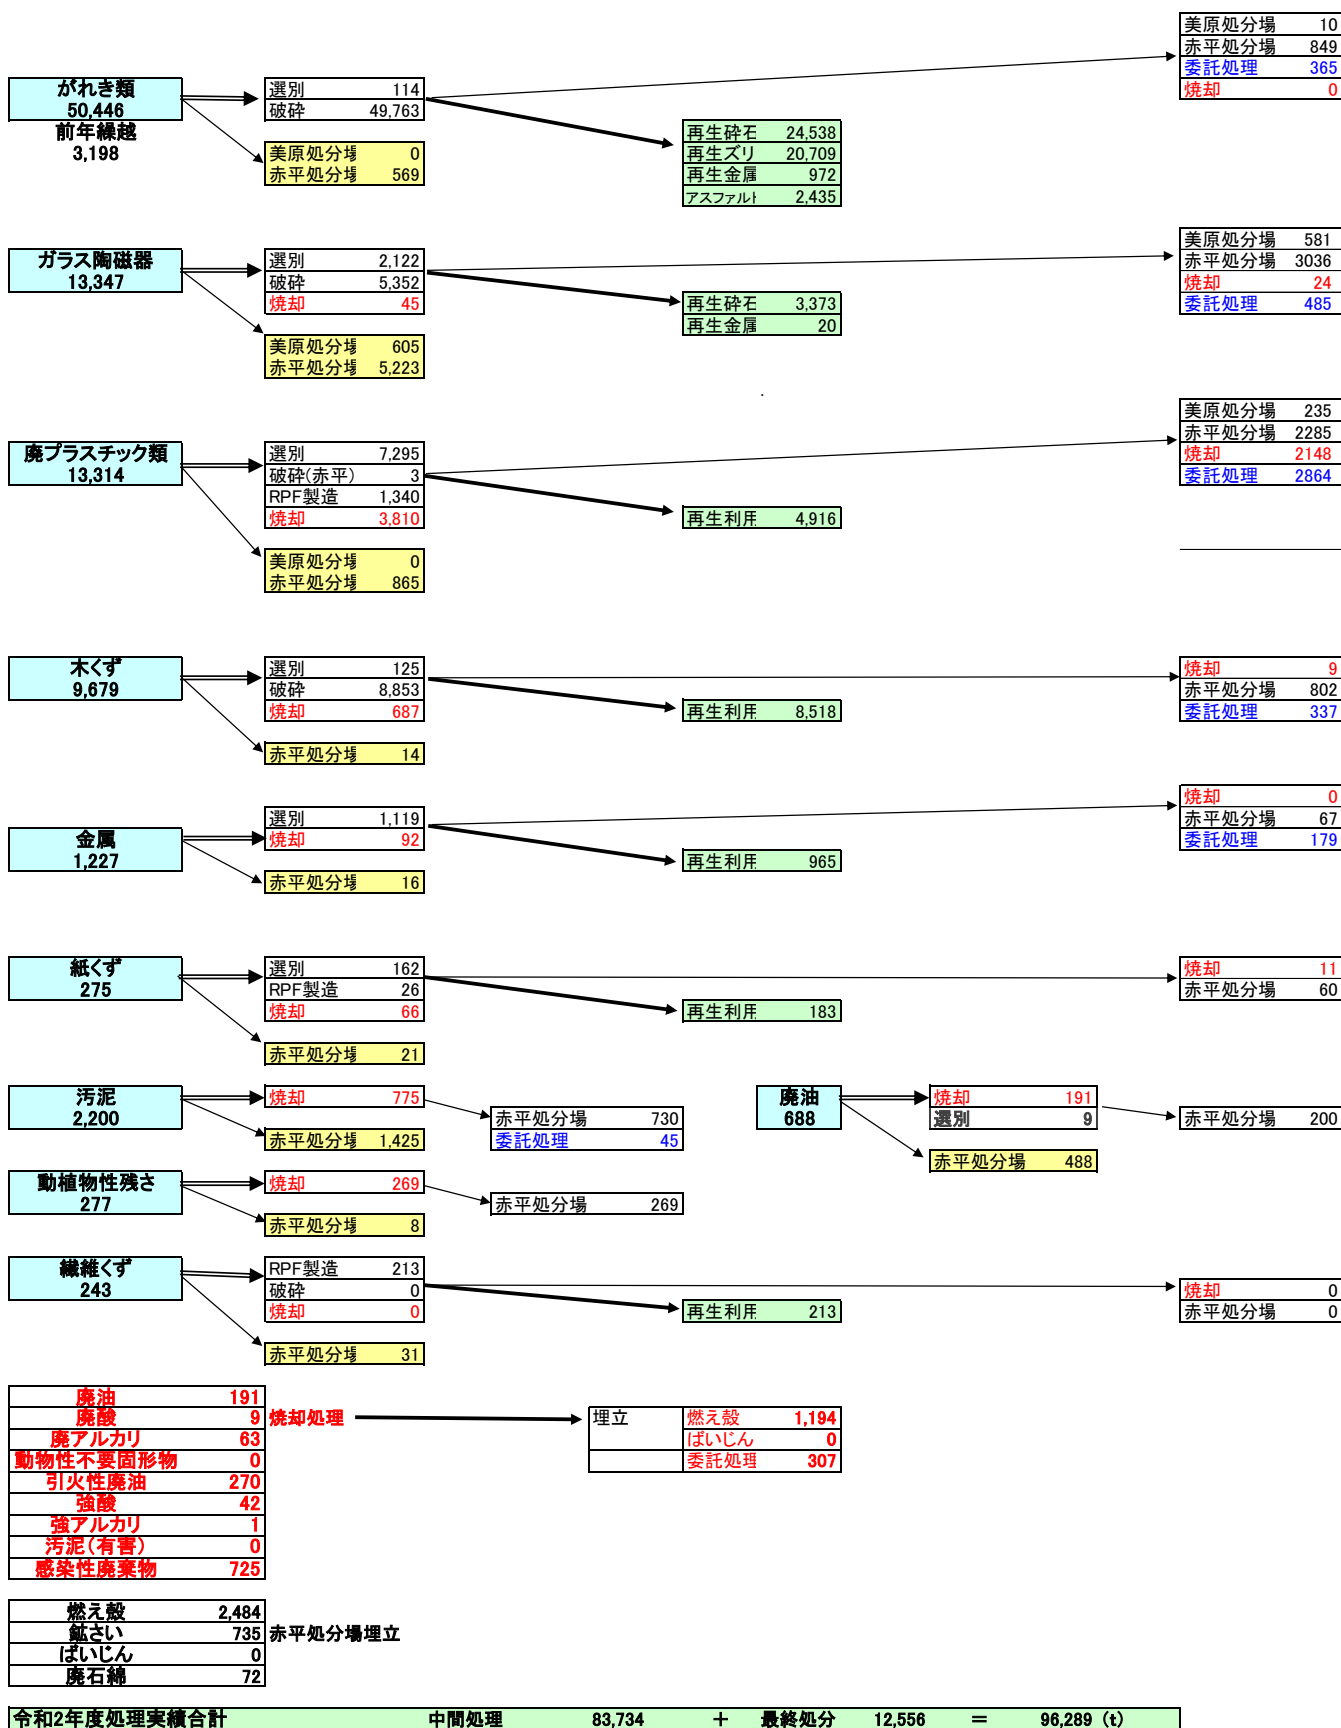 美原処分場 10
赤平処分場 849
委託処理 365
焼却 0
がれき類
50,446
前年繰越
3,198
選別 114
破砕 49,763
美原処分場 0
赤平処分場 569
再生砕石 24,538
再生ズリ 20,709
再生金属 972
アスファルト 2,435
ガラス陶磁器
13,347
選別 2,122
破砕 5,352
焼却 45
美原処分場 605
赤平処分場 5,223
再生砕石 3,373
再生金属 20
美原処分場 581
赤平処分場 3036
焼却 24
委託処理 485
廃プラスチック類
13,314
選別 7,295
破砕(赤平) 3
RPF製造 1,340
焼却 3,810
美原処分場 0
赤平処分場 865
再生利用 4,916
美原処分場 235
赤平処分場 2285
焼却 2148
委託処理 2864
木くず
9,679
選別 125
破砕 8,853
焼却 687
赤平処分場 14
再生利用 8,518
焼却 9
赤平処分場 802
委託処理 337
金属
1,227
選別 1,119
焼却 92
赤平処分場 16
再生利用 965
焼却 0
赤平処分場 67
委託処理 179
紙くず
275
選別 162
RPF製造 26
焼却 66
赤平処分場 21
再生利用 183
焼却 11
赤平処分場 60
汚泥
2,200
焼却 775
赤平処分場 1,425
赤平処分場 730
委託処理 45
廃油
688
焼却 191
選別 9
赤平処分場 488
赤平処分場 200
動植物性残さ
277
焼却 269
赤平処分場 8
赤平処分場 269
繊維くず
243
RPF製造 213
破砕 0
焼却 0
赤平処分場 31
再生利用 213
焼却 0
赤平処分場 0
廃油 191
廃酸 9 焼却処理
廃アルカリ 63
動物性不要固形物 0
引火性廃油 270
強酸 42
強アルカリ 1
汚泥(有害) 0
感染性廃棄物 725
埋立 燃え殻 1,194
ばいじん 0
委託処理 307
燃え殻 2,484
鉱さい 735 赤平処分場埋立
ばいじん 0
廃石綿 72
令和2年度処理実績合計 中間処理 83,734 + 最終処分 12,556 = 96,289 (t)